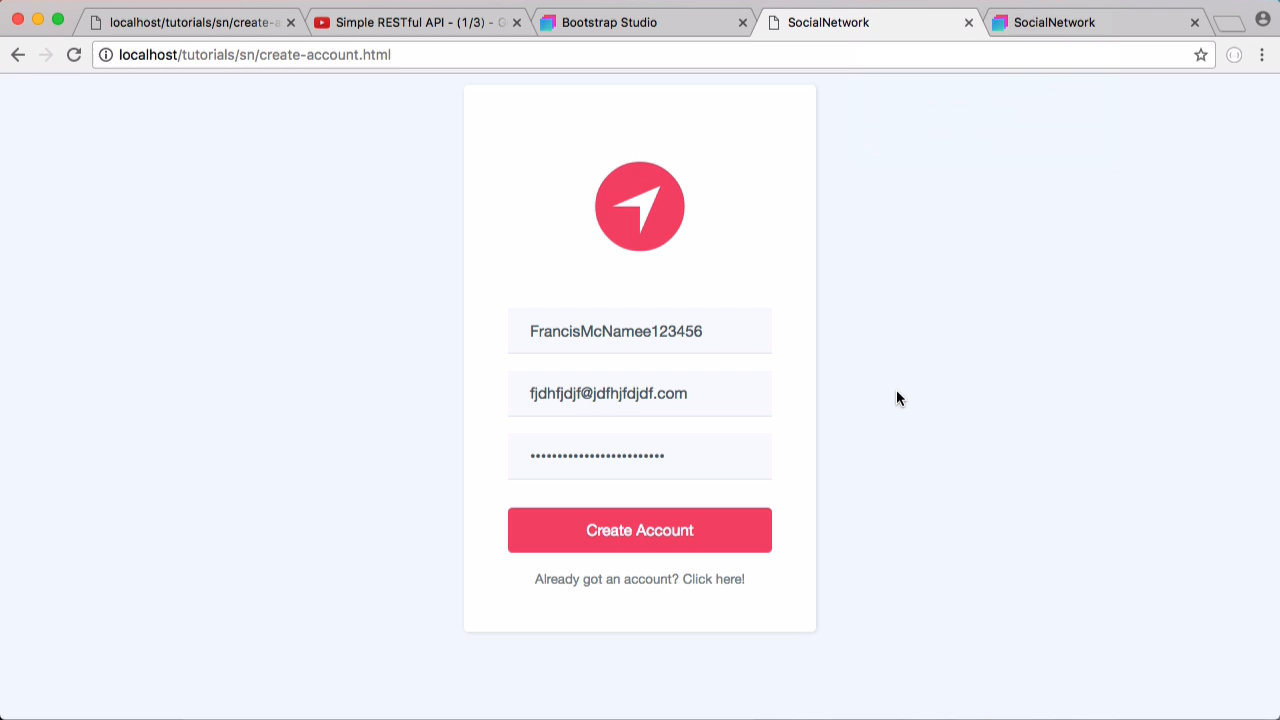 localhost/tutorials/sn/create-a
Simple RESTful API - (1/3) - G
Bootstrap Studio
SocialNetwork
SocialNetwork
localhost/tutorials/sn/create-account.html
FrancisMcNamee123456
fjdhfjdjf@jdfhjfdjdf.com
•••••••••••••••••••••••••
Create Account
Already got an account? Click here!